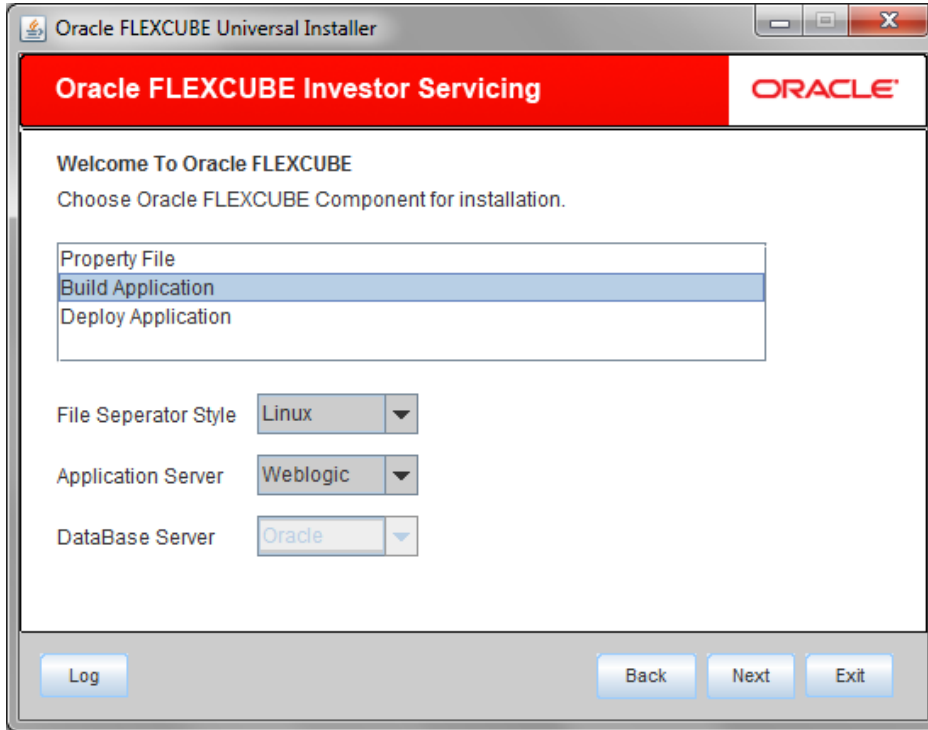 Oracle FLEXCUBE Universal Installer
Oracle FLEXCUBE Investor Servicing
ORACLE
Welcome To Oracle FLEXCUBE
Choose Oracle FLEXCUBE Component for installation.
Property File
Build Application
Deploy Application
File Seperator Style Linux
Application Server Weblogic
DataBase Server Oracle
Log Back Next Exit